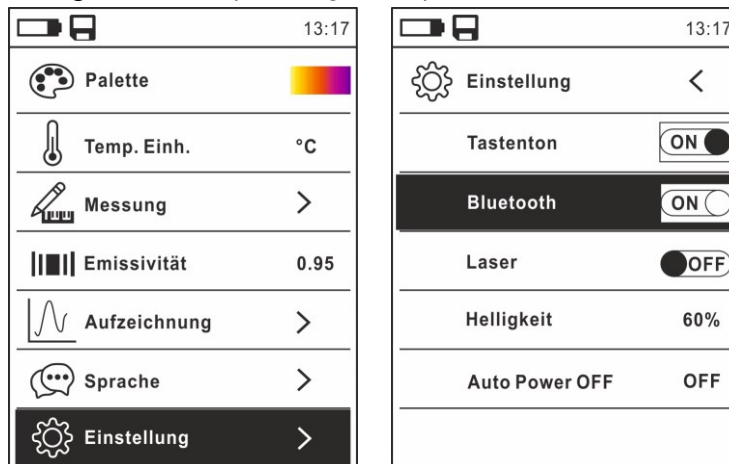 13:17
Palette
Temp. Einh. °C
Messung
Emissivität 0.95
Aufzeichnung
Sprache
Einstellung
13:17
Einstellung
Tastenton ON
Bluetooth ON
Laser OFF
Helligkeit 60%
Auto Power OFF OFF